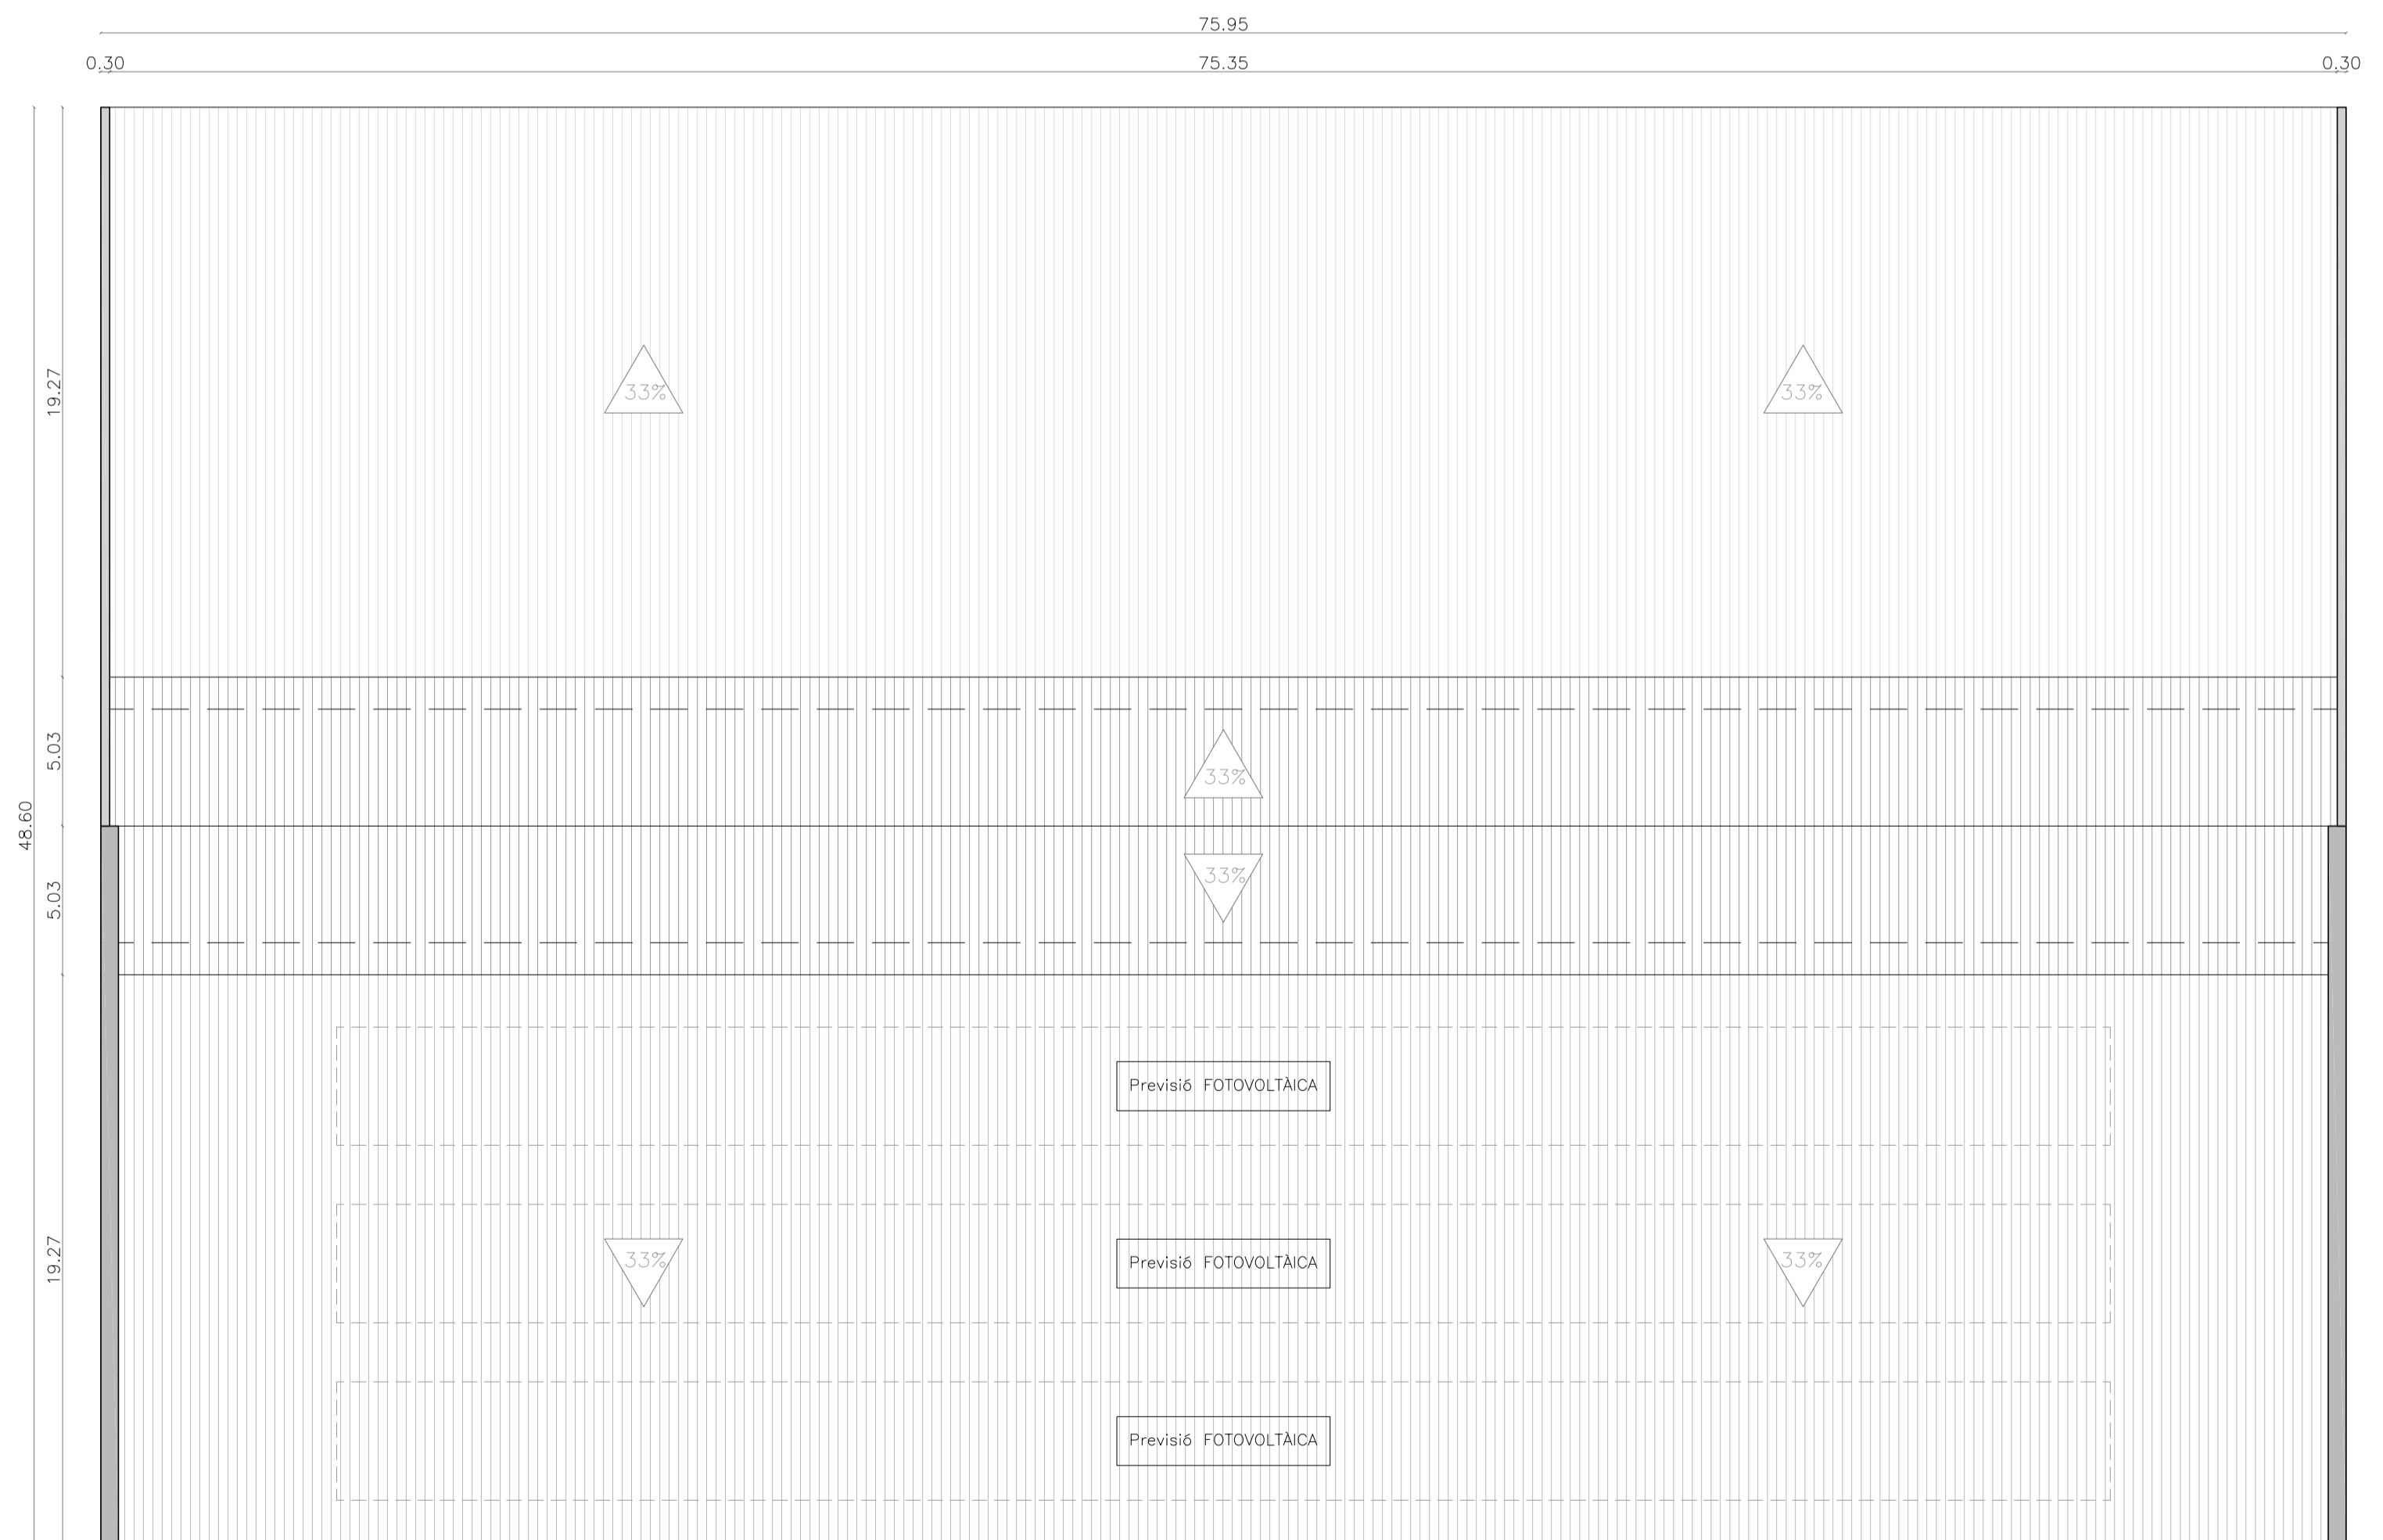 75.95
0.30 75.35 0.30
19.27
33% 33%
5.03
33%
48.60
33%
5.03
Previsió FOTOVOLTÀICA
19.27
33% Previsió FOTOVOLTÀICA 33%
Previsió FOTOVOLTÀICA